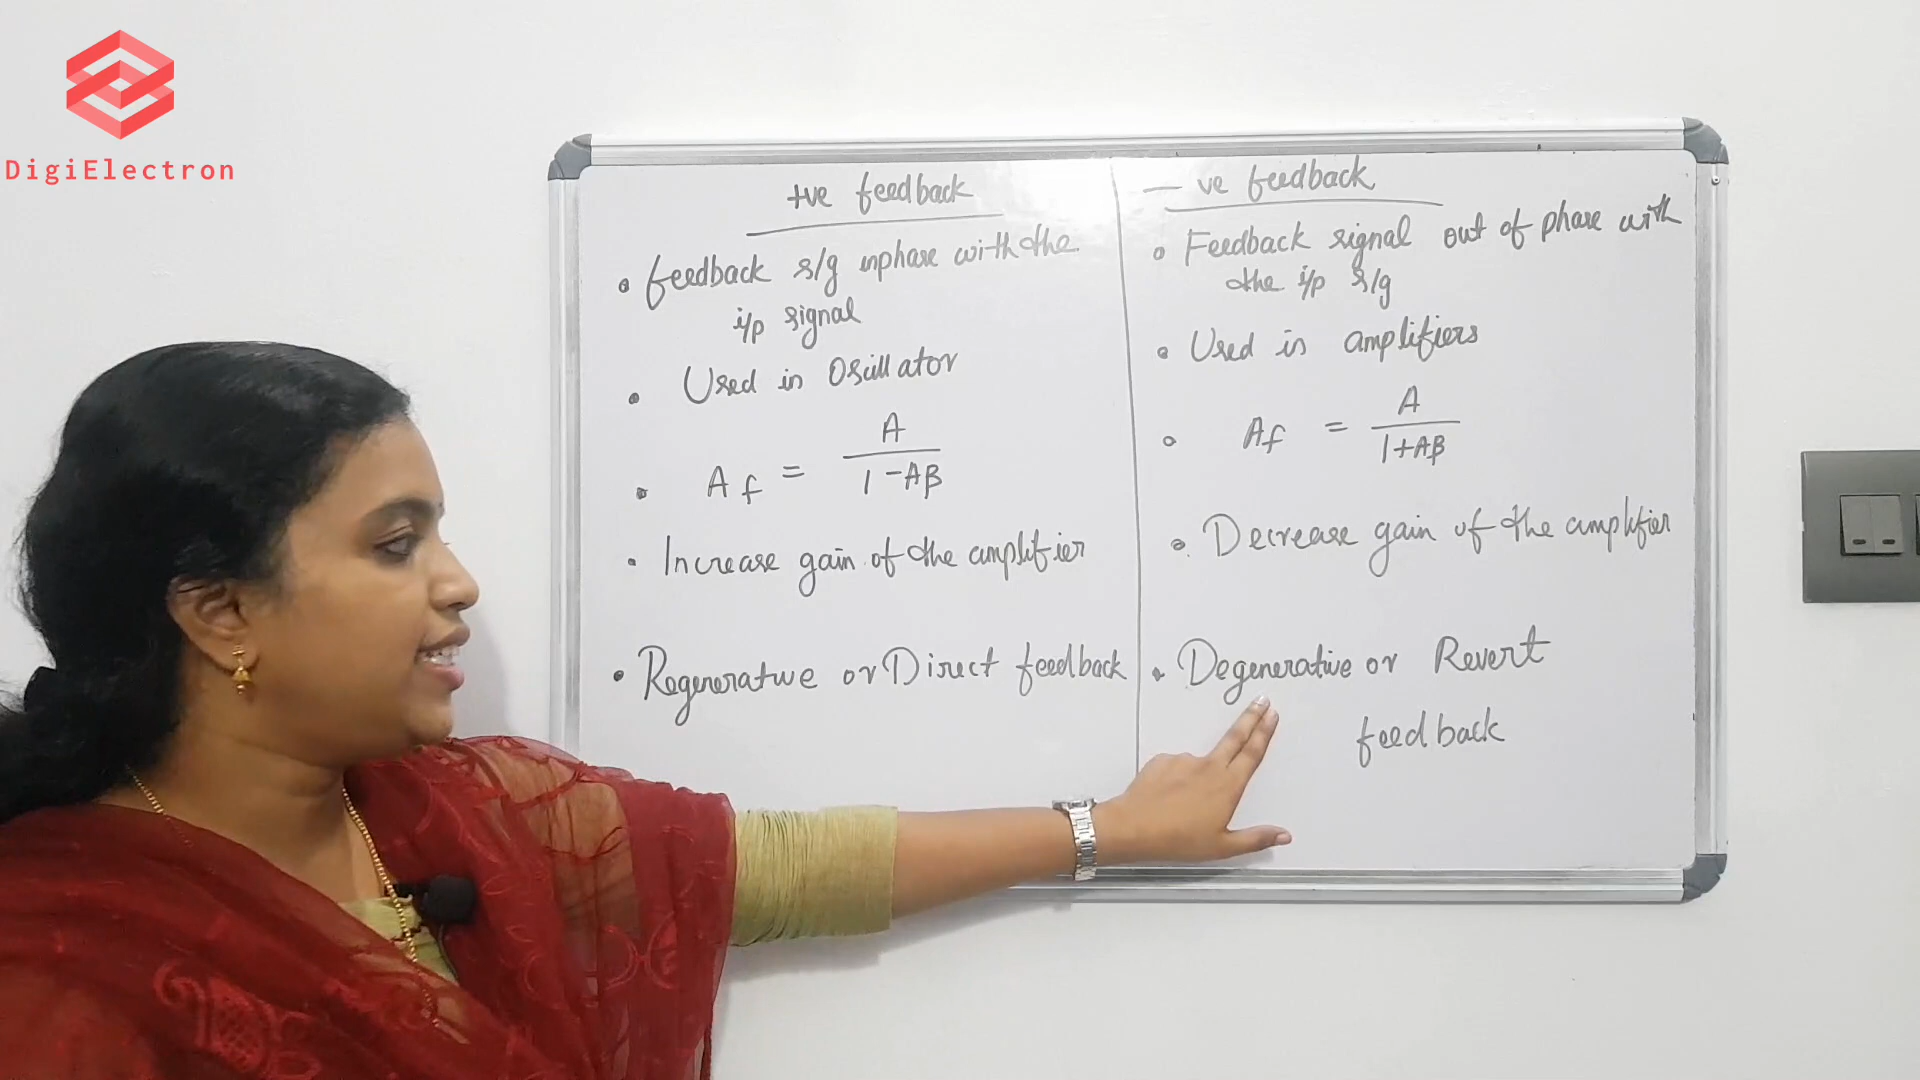 DigiElectron
+ve feedback
• feedback s/g inphase with the
i/p signal
• Used in Oscillator
• Af = A
1-Aβ
• Increase gain of the amplifier
• Regenerative or Direct feedback
- ve feedback
• Feedback signal out of phase with
the i/p s/g
• Used in amplifiers
• Af = A
1+Aβ
• Decrease gain of the amplifier
• Degenerative or Revert
feedback